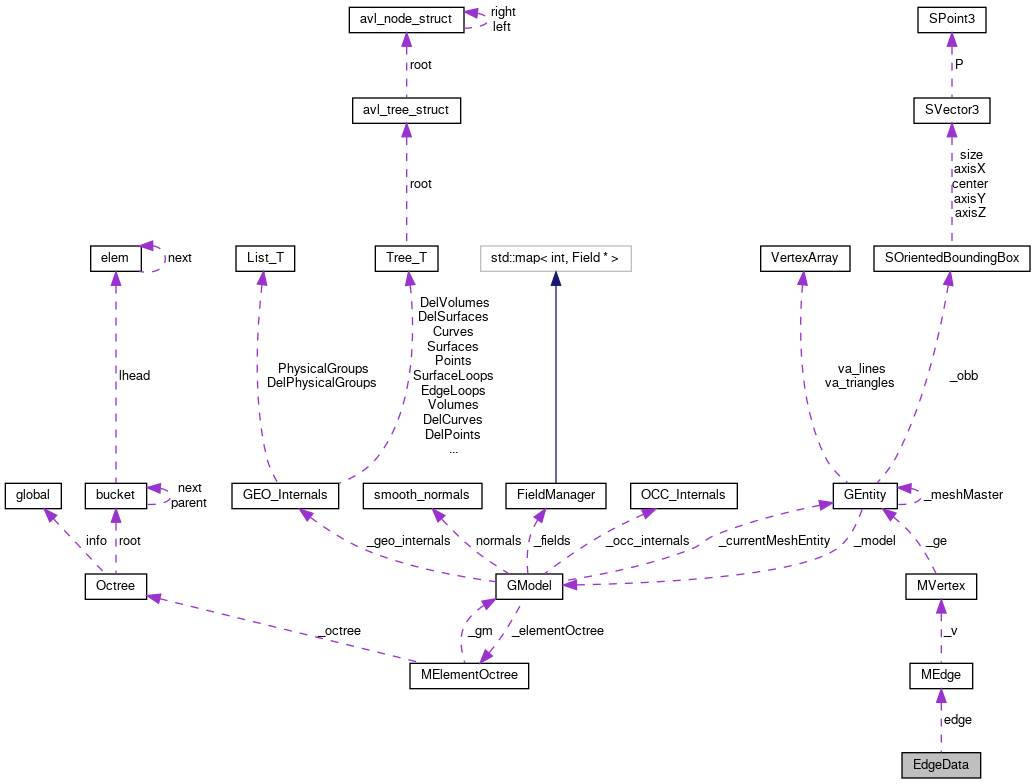 avl_node_struct
right
left
SPoint3
root
P
avl_tree_struct
SVector3
root
size
axisX
center
axisY
axisZ
elem
next
List_T
Tree_T
std::map< int, Field * >
VertexArray
SOrientedBoundingBox
lhead
PhysicalGroups
DelPhysicalGroups
DelVolumes
DelSurfaces
Curves
Surfaces
Points
SurfaceLoops
EdgeLoops
Volumes
DelCurves
DelPoints
...
va_lines
va_triangles
_obb
global
bucket
next
parent
GEO_Internals
smooth_normals
FieldManager
OCC_Internals
GEntity
_meshMaster
info
root
_geo_internals
normals
_fields
_occ_internals
_currentMeshEntity
_model
_ge
Octree
GModel
MVertex
_octree
_gm
_elementOctree
_v
MElementOctree
MEdge
edge
EdgeData